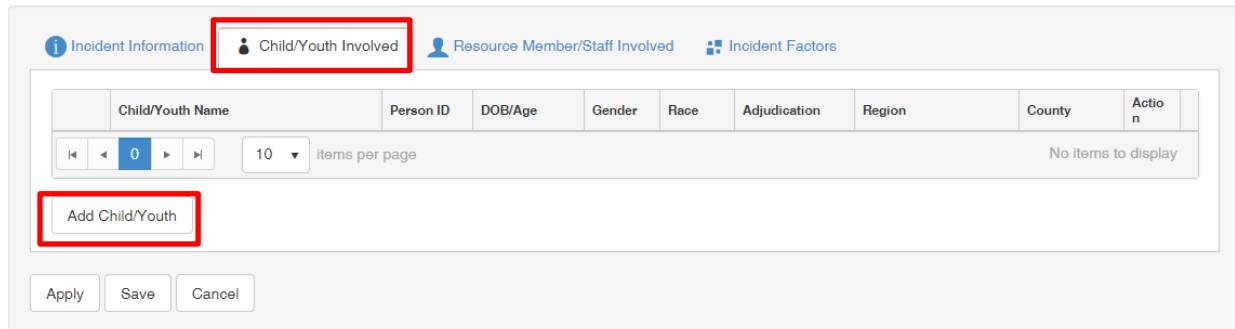 Incident Information Child/Youth Involved Resource Member/Staff Involved Incident Factors
Child/Youth Name Person ID DOB/Age Gender Race Adjudication Region County Actio
n
0 10 items per page No items to display
Add Child/Youth
Apply Save Cancel